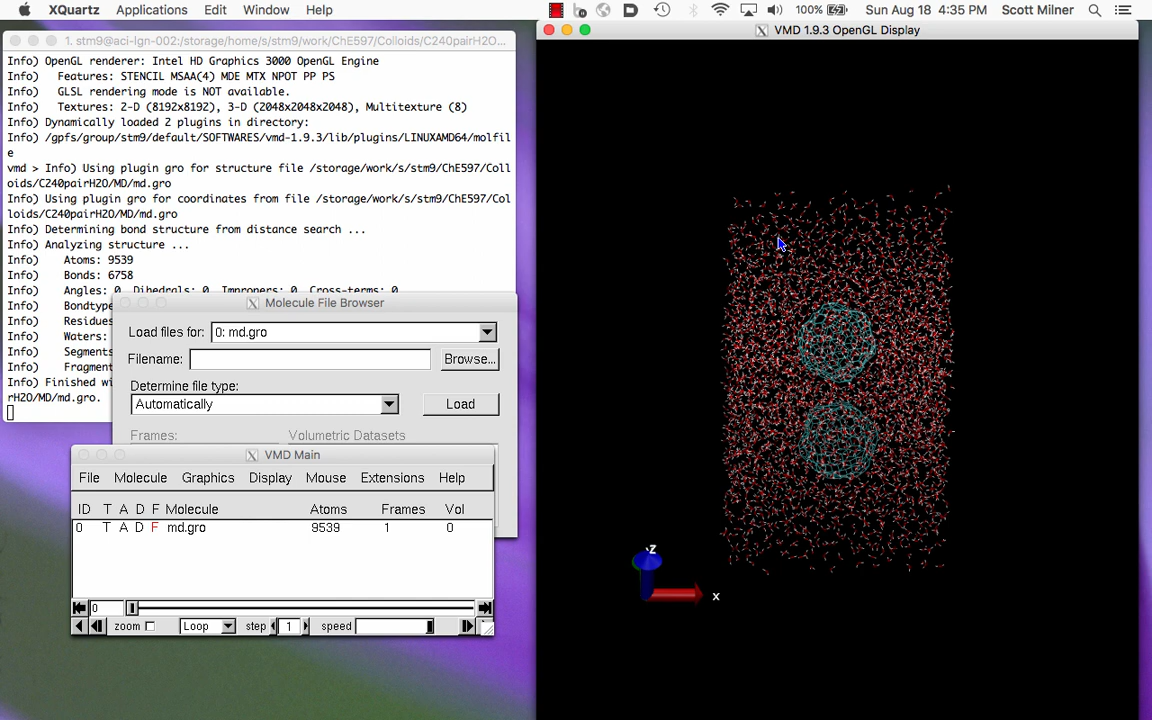 XQuartz Applications Edit Window Help 100% Sun Aug 18 4:35 PM Scott Milner
1. stm9@aci-lgn-002:/storage/home/s/stm9/work/ChE597/Colloids/C240pairH2O...
VMD 1.9.3 OpenGL Display
Info) OpenGL renderer: Intel HD Graphics 3000 OpenGL Engine
Info) Features: STENCIL MSAA(4) MDE MTX NPOT PP PS
Info) GLSL rendering mode is NOT available.
Info) Textures: 2-D (8192x8192), 3-D (2048x2048x2048), Multitexture (8)
Info) Dynamically loaded 2 plugins in directory:
Info) /gpfs/group/stm9/default/SOFTWARES/vmd-1.9.3/lib/plugins/LINUXAMD64/molfil
e
vmd > Info) Using plugin gro for structure file /storage/work/s/stm9/ChE597/Coll
oids/C240pairH2O/MD/md.gro
Info) Using plugin gro for coordinates from file /storage/work/s/stm9/ChE597/Col
loids/C240pairH2O/MD/md.gro
Info) Determining bond structure from distance search ...
Info) Analyzing structure ...
Info) Atoms: 9539
Info) Bonds: 6758
Info) Angles: 0 Dihedrals: 0 Impropers: 0 Cross-terms: 0
Info) Bondtype
Info) Residues
Info) Waters:
Info) Segments
Info) Fragment
Info) Finished wi
rH2O/MD/md.gro.
Molecule File Browser
Load files for: 0: md.gro
Filename: Browse...
Determine file type:
Automatically Load
Frames: Volumetric Datasets
VMD Main
File Molecule Graphics Display Mouse Extensions Help
ID T A D F Molecule Atoms Frames Vol
0 T A D F md.gro 9539 1 0
0
zoom Loop step 1 speed
z
x